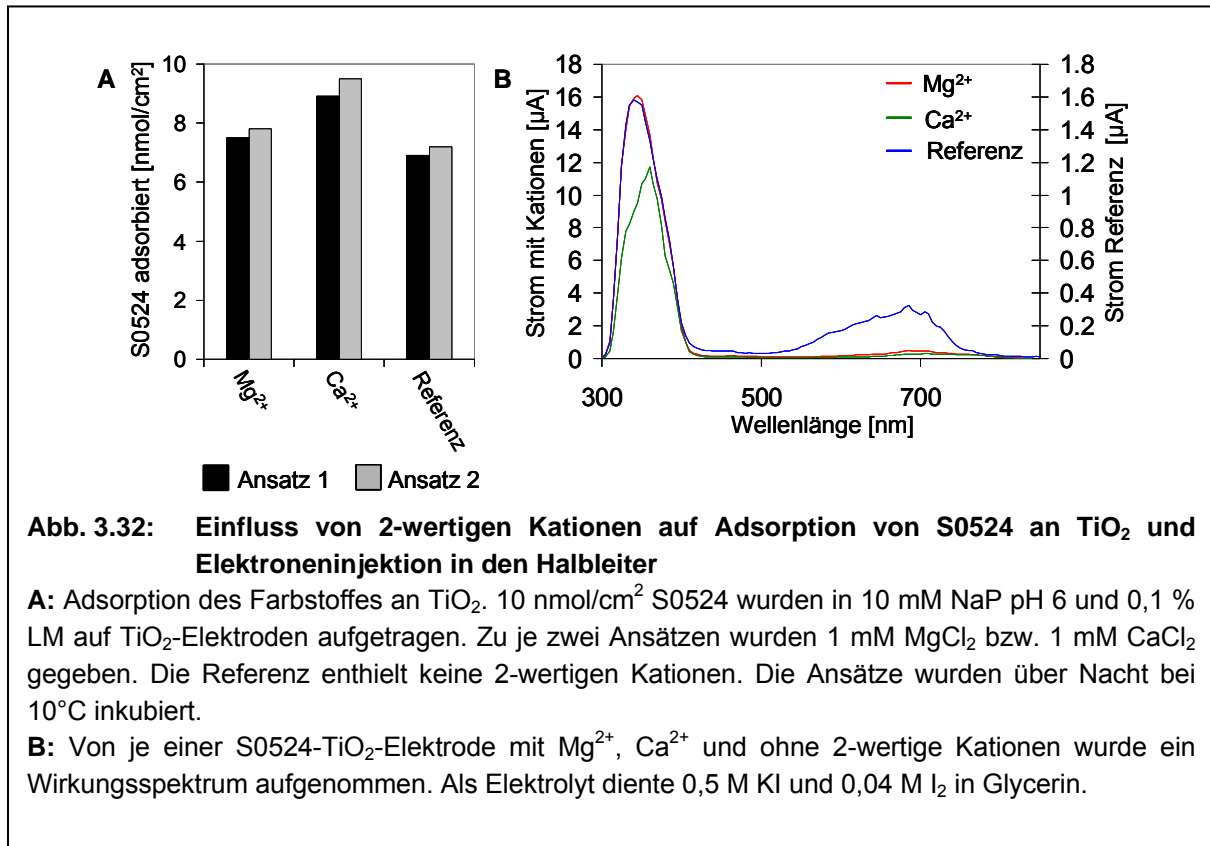 A
S0524 adsorbiert [nmol/cm²]
10
8
6
4
2
0
Mg²⁺
Ca²⁺
Referenz
Ansatz 1
Ansatz 2
B
Strom mit Kationen [µA]
18
16
14
12
10
8
6
4
2
0
Mg²⁺
Ca²⁺
Referenz
1.8
1.6
1.4
1.2
1
0.8
0.6
0.4
0.2
0
Strom Referenz [µA]
300
500
700
Wellenlänge [nm]
Abb. 3.32: Einfluss von 2-wertigen Kationen auf Adsorption von S0524 an TiO₂ und
Elektroneninjektion in den Halbleiter
A: Adsorption des Farbstoffes an TiO₂. 10 nmol/cm² S0524 wurden in 10 mM NaP pH 6 und 0,1 %
LM auf TiO₂-Elektroden aufgetragen. Zu je zwei Ansätzen wurden 1 mM MgCl₂ bzw. 1 mM CaCl₂
gegeben. Die Referenz enthielt keine 2-wertigen Kationen. Die Ansätze wurden über Nacht bei
10°C inkubiert.
B: Von je einer S0524-TiO₂-Elektrode mit Mg²⁺, Ca²⁺ und ohne 2-wertige Kationen wurde ein
Wirkungsspektrum aufgenommen. Als Elektrolyt diente 0,5 M KI und 0,04 M I₂ in Glycerin.